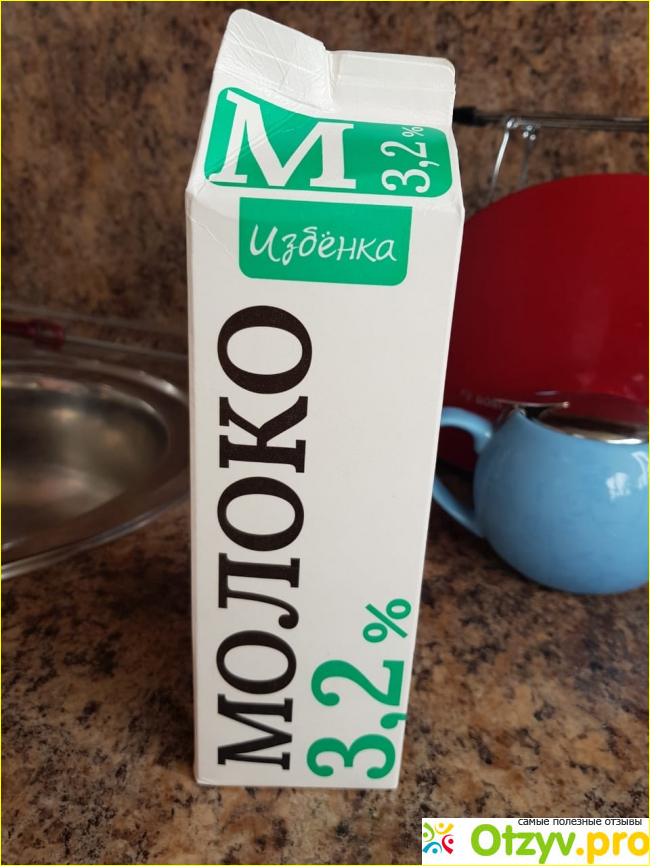 М 3,2%
Избёнка
МОЛОКО
3,2%
самые полезные отзывы
Otzyv.pro